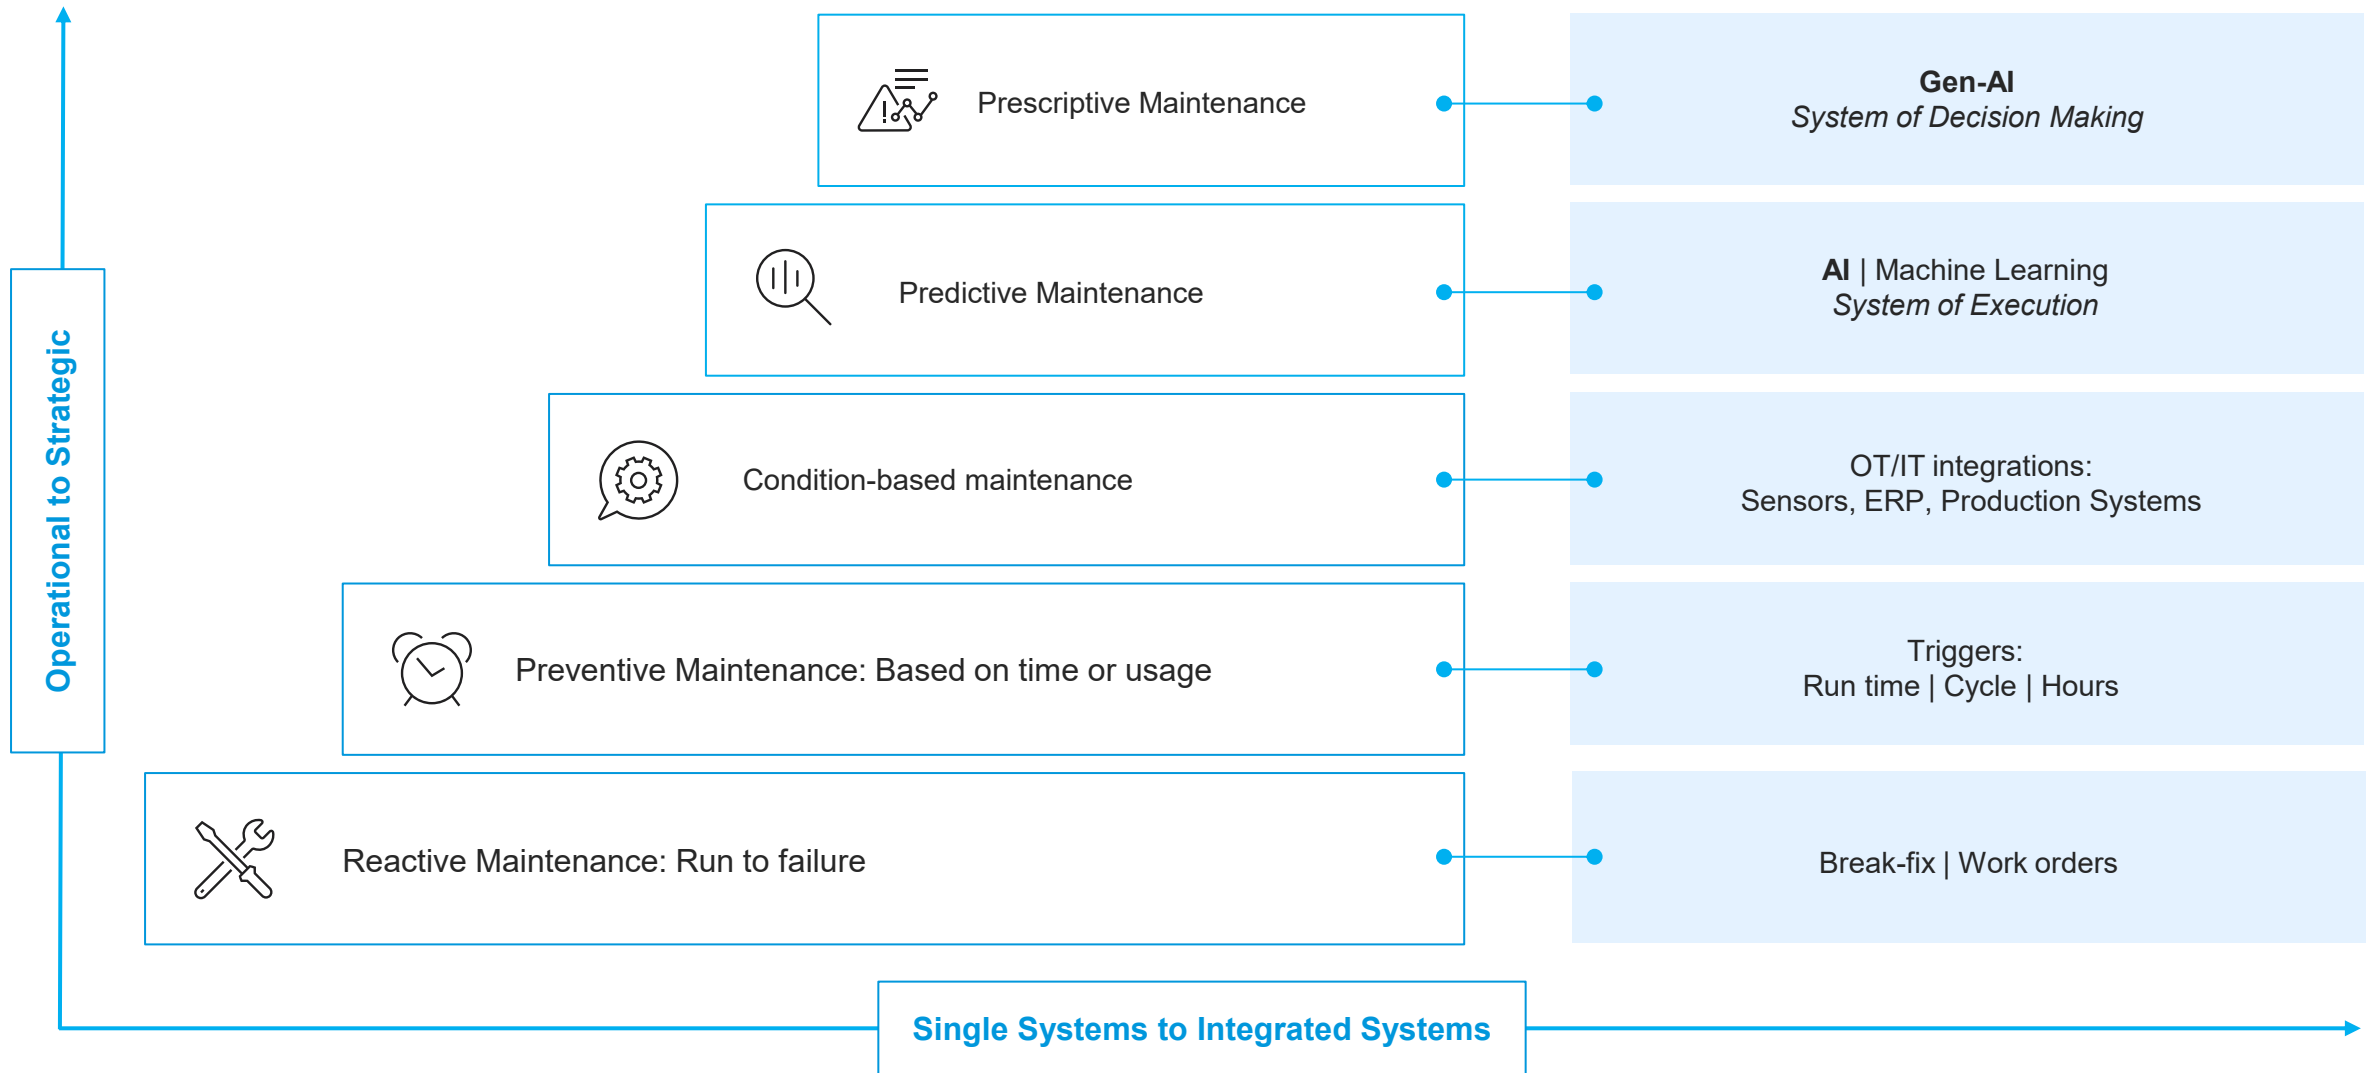 Prescriptive Maintenance
Gen-AI
System of Decision Making
Predictive Maintenance
AI | Machine Learning
System of Execution
Condition-based maintenance
OT/IT integrations:
Sensors, ERP, Production Systems
Preventive Maintenance: Based on time or usage
Triggers:
Run time | Cycle | Hours
Reactive Maintenance: Run to failure
Break-fix | Work orders
Operational to Strategic
Single Systems to Integrated Systems